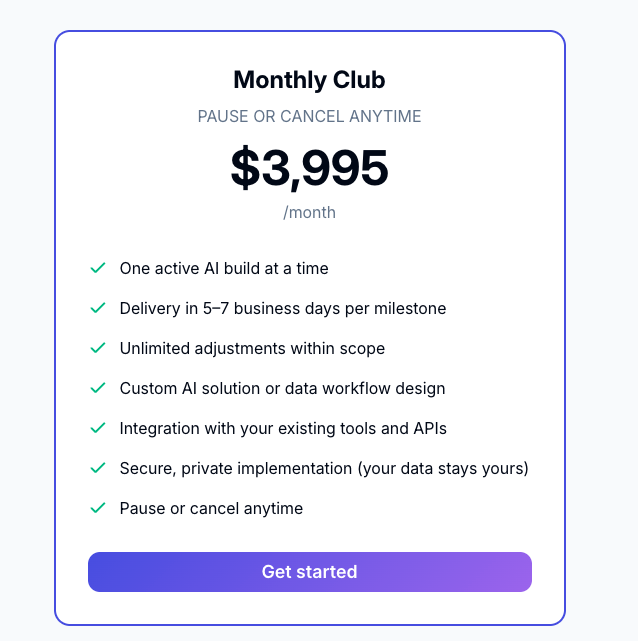 Monthly Club
PAUSE OR CANCEL ANYTIME
$3,995
/month
One active AI build at a time
Delivery in 5–7 business days per milestone
Unlimited adjustments within scope
Custom AI solution or data workflow design
Integration with your existing tools and APIs
Secure, private implementation (your data stays yours)
Pause or cancel anytime
Get started